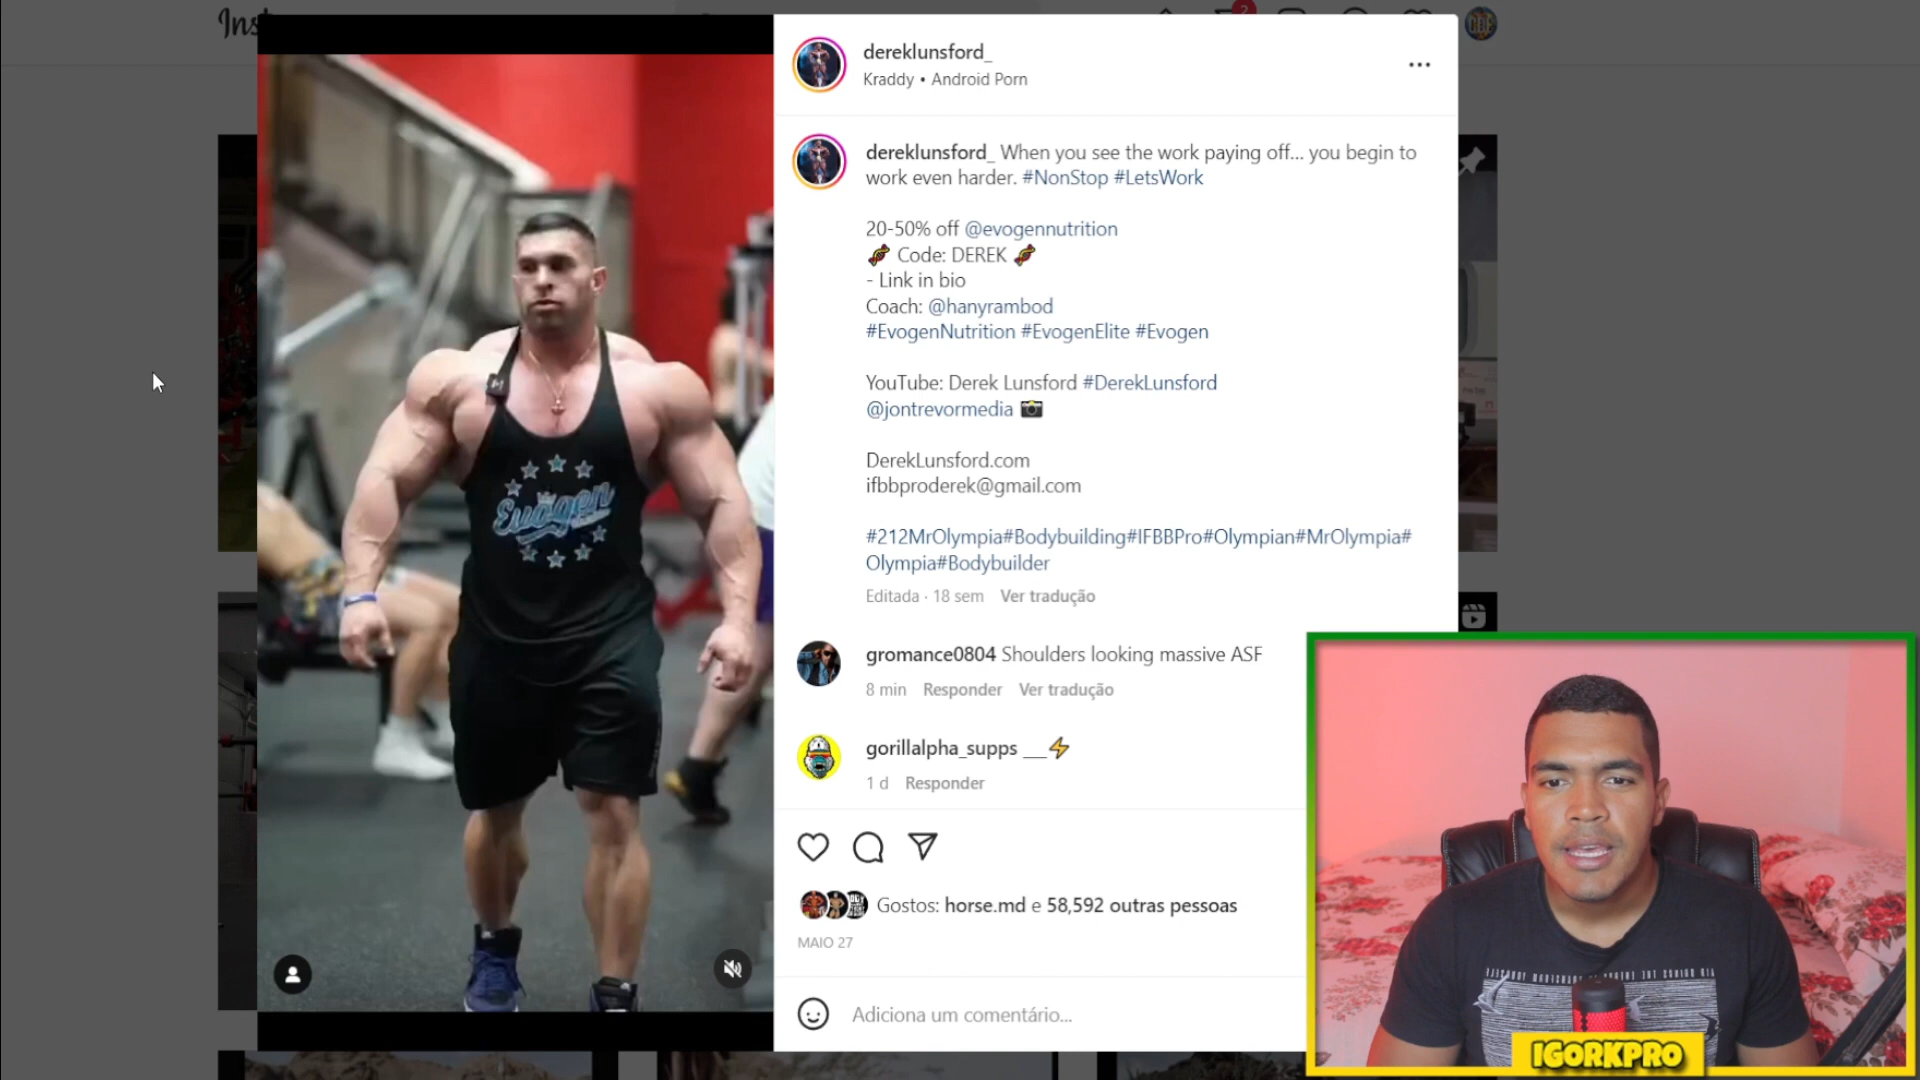 Inst
2
dereklunsford_
Kraddy • Android Porn
dereklunsford_ When you see the work paying off... you begin to
work even harder. #NonStop #LetsWork
20-50% off @evogennutrition
🧬 Code: DEREK 🧬
- Link in bio
Coach: @hanyrambod
#EvogenNutrition #EvogenElite #Evogen
YouTube: Derek Lunsford #DerekLunsford
@jontrevormedia 📷
DerekLunsford.com
ifbbproderek@gmail.com
#212MrOlympia#Bodybuilding#IFBBPro#Olympian#MrOlympia#
Olympia#Bodybuilder
Editada · 18 sem Ver tradução
gromance0804 Shoulders looking massive ASF
8 min Responder Ver tradução
gorillalpha_supps ___⚡
1 d Responder
Gostos: horse.md e 58,592 outras pessoas
MAIO 27
Adiciona um comentário...
Evogen
IGORKPRO